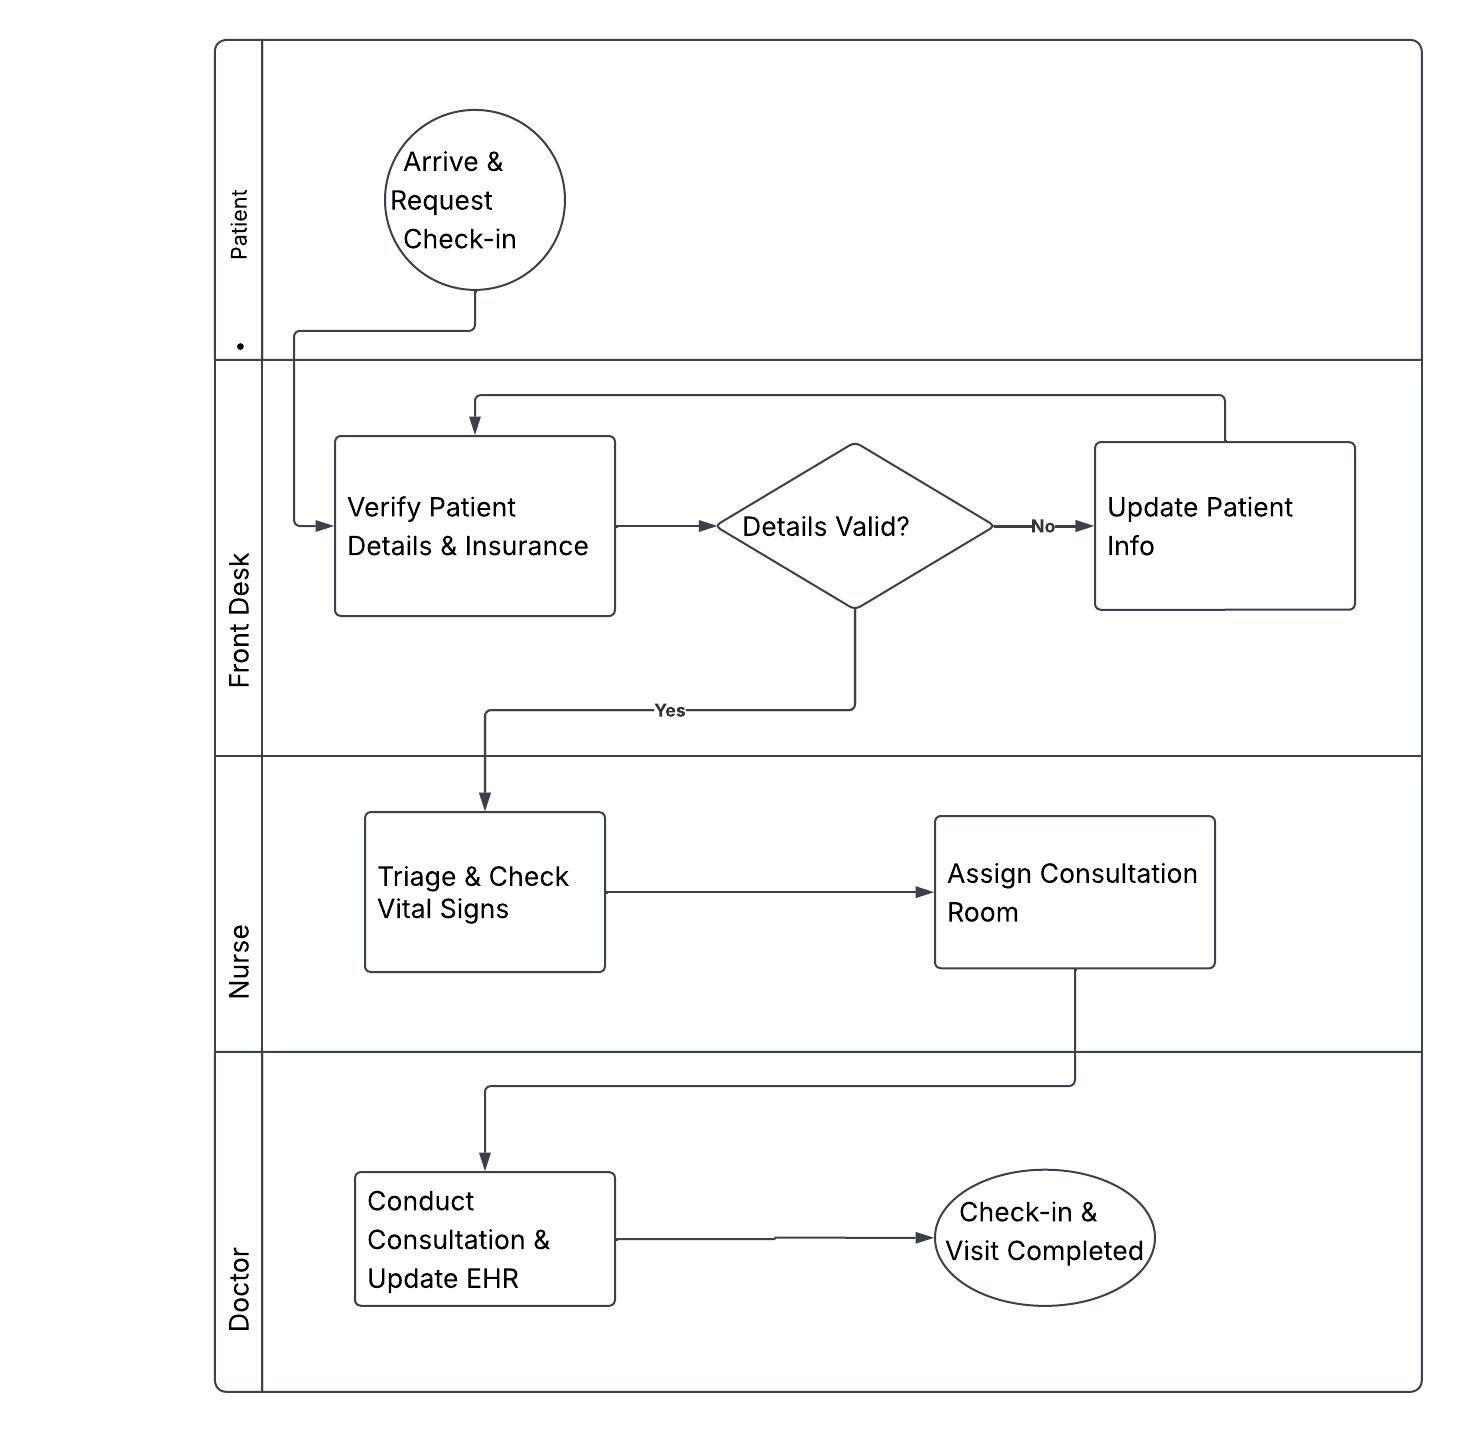 Patient
Arrive &
Request
Check-in
Front Desk
Verify Patient
Details & Insurance
Details Valid?
No
Update Patient
Info
Yes
Nurse
Triage & Check
Vital Signs
Assign Consultation
Room
Doctor
Conduct
Consultation &
Update EHR
Check-in &
Visit Completed